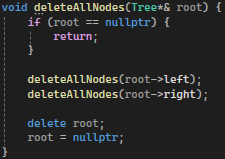 void deleteAllNodes(Tree*& root) {
    if (root == nullptr) {
        return;
    }
    deleteAllNodes(root->left);
    deleteAllNodes(root->right);
    delete root;
    root = nullptr;
}